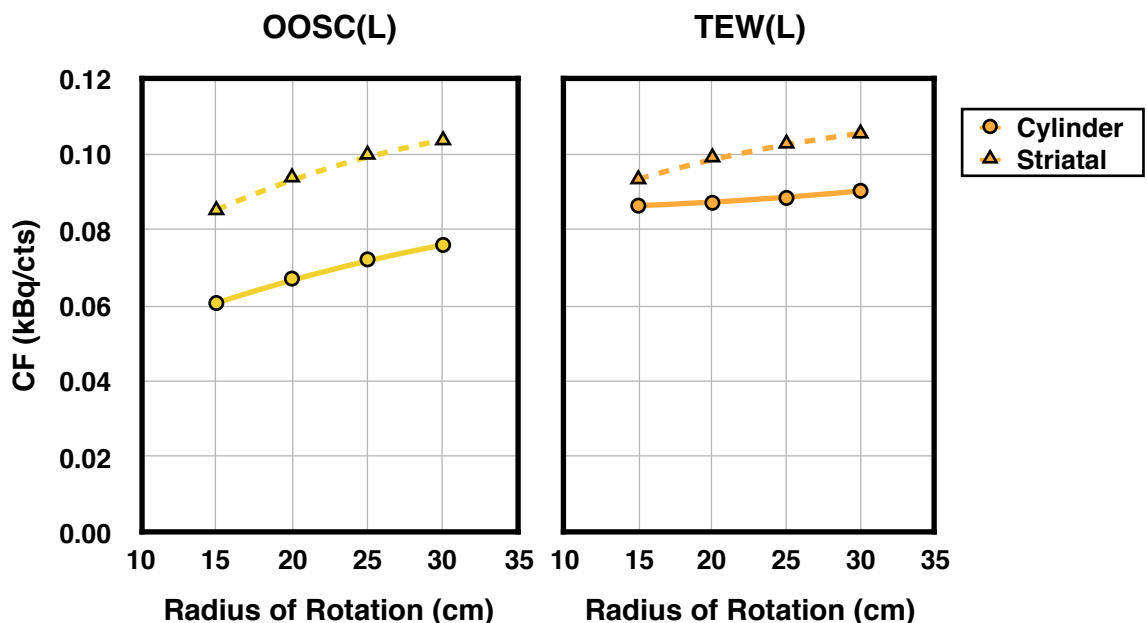 OOSC(L) TEW(L)
0.12
0.10
0.08
0.06
0.04
0.02
0.00
CF (kBq/cts)
10 15 20 25 30 35 10 15 20 25 30 35
Radius of Rotation (cm) Radius of Rotation (cm)
Cylinder
Striatal